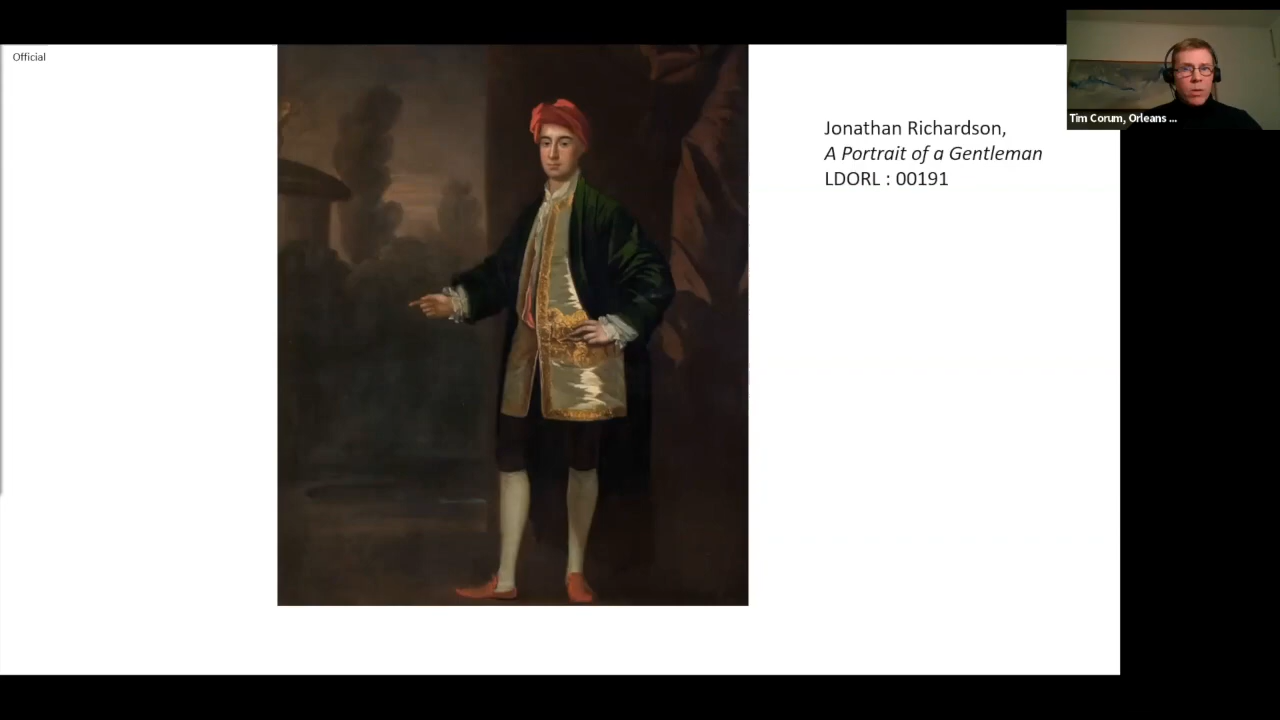 Official
Jonathan Richardson,
A Portrait of a Gentleman
LDORL : 00191
Tim Corum, Orleans ...